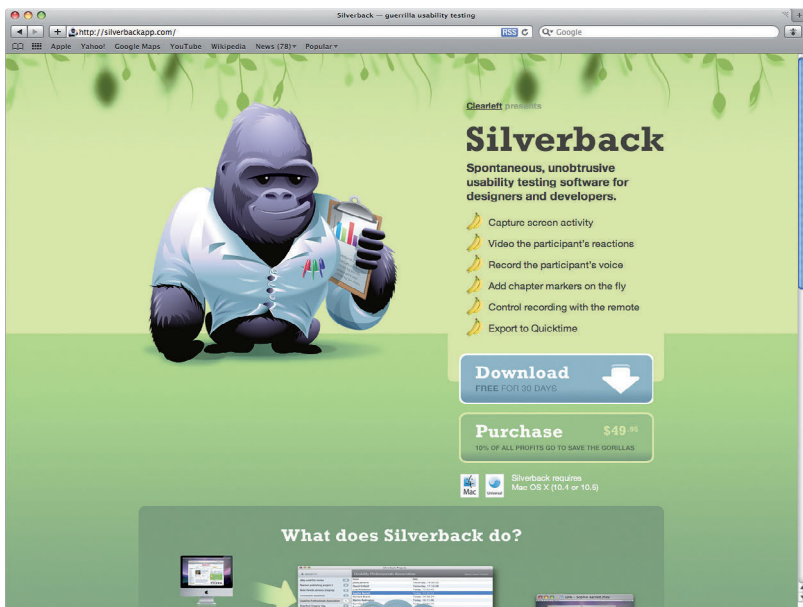 Silverback — guerrilla usability testing
http://silverbackapp.com/
RSS
Google
Apple Yahoo! Google Maps YouTube Wikipedia News (78) Popular
Clearleft presents
Silverback
Spontaneous, unobtrusive
usability testing software for
designers and developers.
Capture screen activity
Video the participant's reactions
Record the participant's voice
Add chapter markers on the fly
Control recording with the remote
Export to Quicktime
Download
FREE FOR 30 DAYS
Purchase $49.95
10% OF ALL PROFITS GO TO SAVE THE GORILLAS
Mac
Universal
Silverback requires
Mac OS X (10.4 or 10.5)
What does Silverback do?